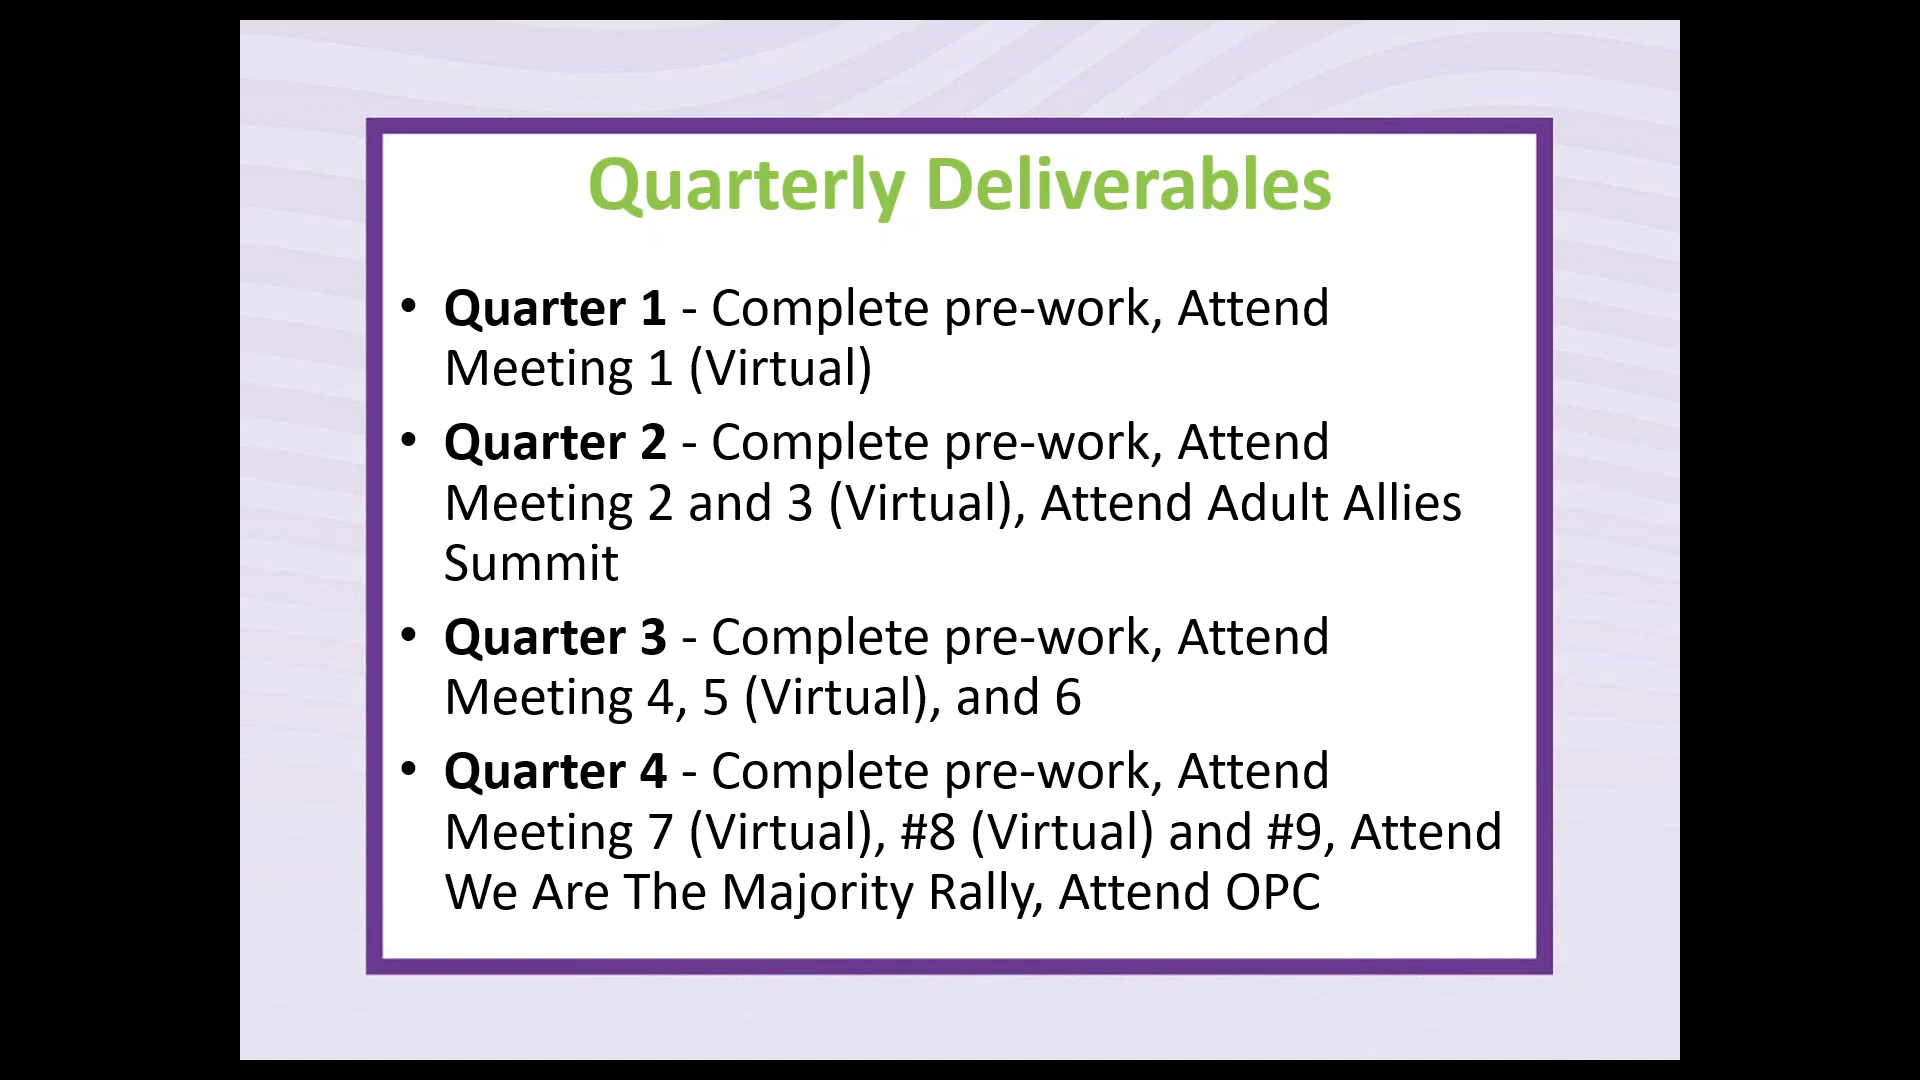 Quarterly Deliverables
• Quarter 1 - Complete pre-work, Attend
Meeting 1 (Virtual)
• Quarter 2 - Complete pre-work, Attend
Meeting 2 and 3 (Virtual), Attend Adult Allies
Summit
• Quarter 3 - Complete pre-work, Attend
Meeting 4, 5 (Virtual), and 6
• Quarter 4 - Complete pre-work, Attend
Meeting 7 (Virtual), #8 (Virtual) and #9, Attend
We Are The Majority Rally, Attend OPC